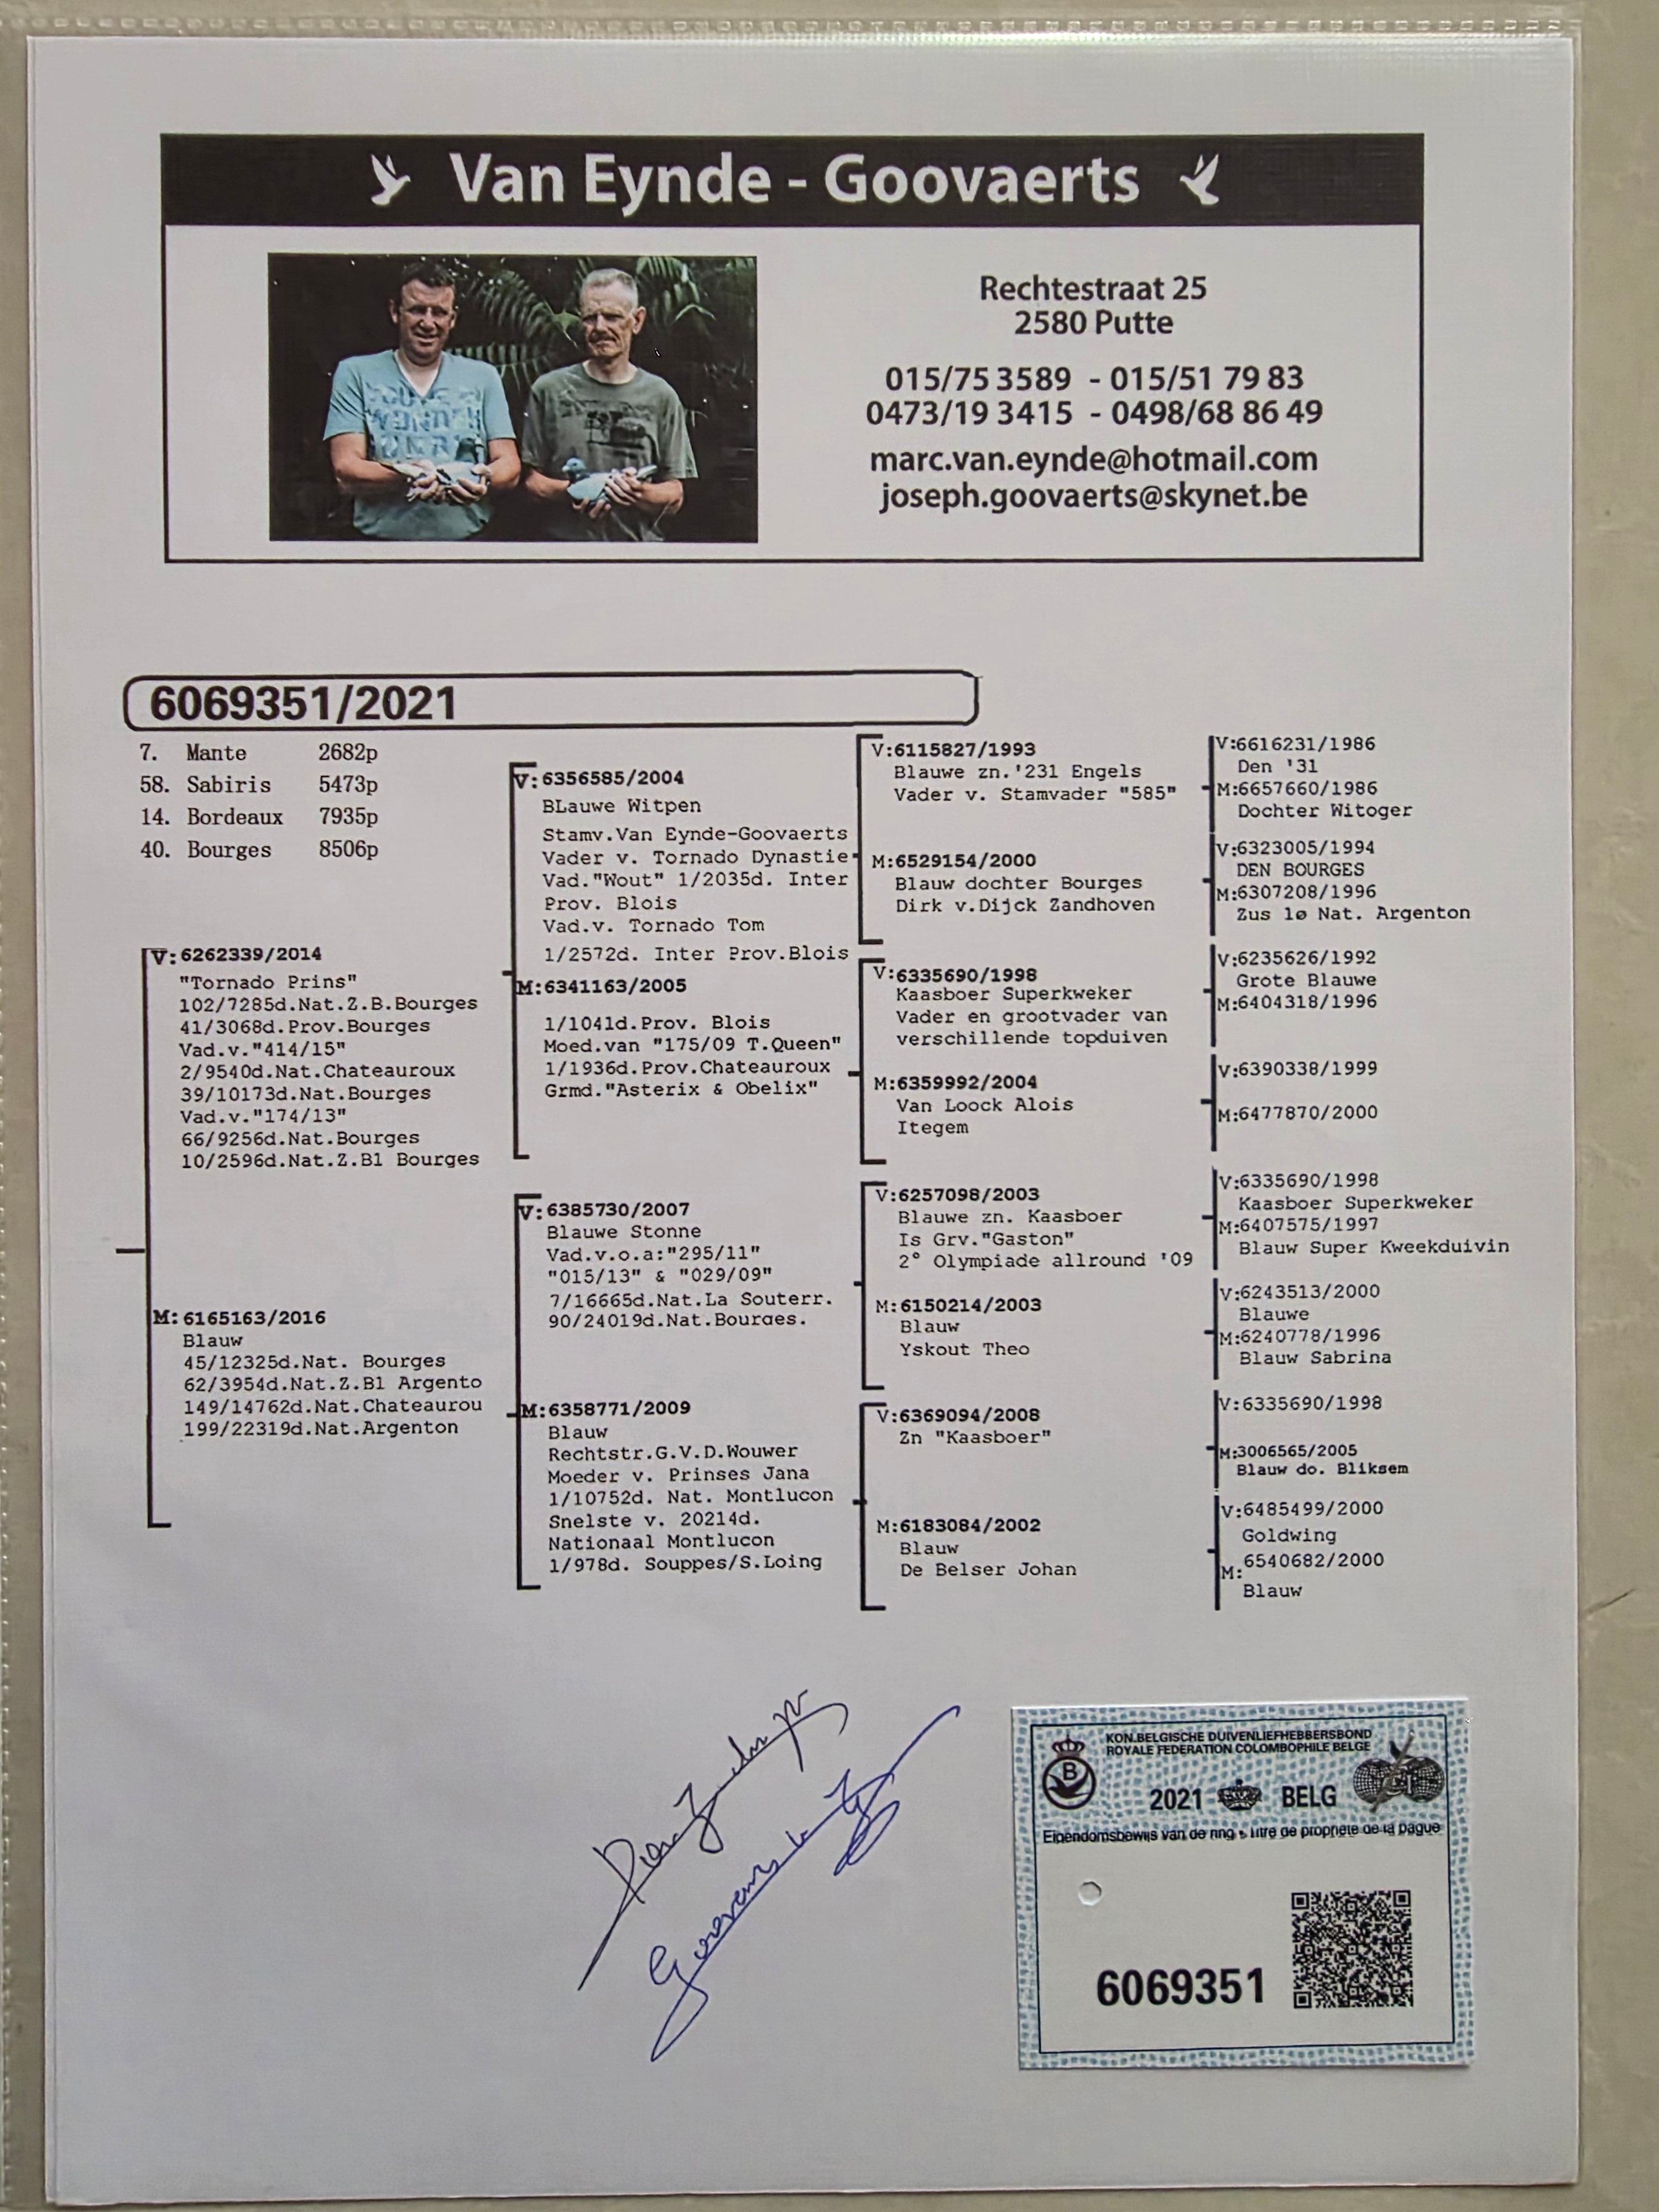 Van Eynde - Goovaerts
Rechtestraat 25
2580 Putte
015/75 3589 - 015/51 79 83
0473/19 3415 - 0498/68 86 49
marc.van.eynde@hotmail.com
joseph.goovaerts@skynet.be
6069351/2021
7. Mante 2682p
58. Sabiris 5473p
14. Bordeaux 7935p
40. Bourges 8506p
V: 6262339/2014
"Tornado Prins"
102/7285d.Nat.Z.B.Bourges
41/3068d.Prov.Bourges
Vad.v."414/15"
2/9540d.Nat.Chateauroux
39/10173d.Nat.Bourges
Vad.v."174/13"
66/9256d.Nat.Bourges
10/2596d.Nat.Z.B1 Bourges
M: 6165163/2016
Blauw
45/12325d.Nat. Bourges
62/3954d.Nat.Z.B1 Argento
149/14762d.Nat.Chateaurou
199/22319d.Nat.Argenton
V: 6356585/2004
BLauwe Witpen
Stamv.Van Eynde-Goovaerts
Vader v. Tornado Dynastie
Vad."Wout" 1/2035d. Inter
Prov. Blois
Vad.v. Tornado Tom
1/2572d. Inter Prov.Blois
M:6341163/2005
1/1041d.Prov. Blois
Moed.van "175/09 T.Queen"
1/1936d.Prov.Chateauroux
Grmd."Asterix & Obelix"
V: 6385730/2007
Blauwe Stonne
Vad.v.o.a:"295/11"
"015/13" & "029/09"
7/16665d.Nat.La Souterr.
90/24019d.Nat.Bourges.
M:6358771/2009
Blauw
Rechtstr.G.V.D.Wouwer
Moeder v. Prinses Jana
1/10752d. Nat. Montlucon
Snelste v. 20214d.
Nationaal Montlucon
1/978d. Souppes/S.Loing
V:6115827/1993
Blauwe zn.'231 Engels
Vader v. Stamvader "585"
M:6529154/2000
Blauw dochter Bourges
Dirk v.Dijck Zandhoven
V:6335690/1998
Kaasboer Superkweker
Vader en grootvader van
verschillende topduiven
M:6359992/2004
Van Loock Alois
Itegem
V:6257098/2003
Blauwe zn. Kaasboer
Is Grv."Gaston"
2° Olympiade allround '09
M:6150214/2003
Blauw
Yskout Theo
V:6369094/2008
Zn "Kaasboer"
M:6183084/2002
Blauw
De Belser Johan
V:6616231/1986
Den '31
M:6657660/1986
Dochter Witoger
V:6323005/1994
DEN BOURGES
M:6307208/1996
Zus 1ø Nat. Argenton
V:6235626/1992
Grote Blauwe
M:6404318/1996
V:6390338/1999
M:6477870/2000
V:6335690/1998
Kaasboer Superkweker
M:6407575/1997
Blauw Super Kweekduivin
V:6243513/2000
Blauwe
M:6240778/1996
Blauw Sabrina
V:6335690/1998
M:3006565/2005
Blauw do. Bliksem
V:6485499/2000
Goldwing
M: 6540682/2000
Blauw
KON.BELGISCHE DUIVENLIEFHEBBERSBOND
ROYALE FEDERATION COLOMBOPHILE BELGE
B
2021 BELG
Eigendomsbewijs van de ring - Titre de propriété de la bague
6069351